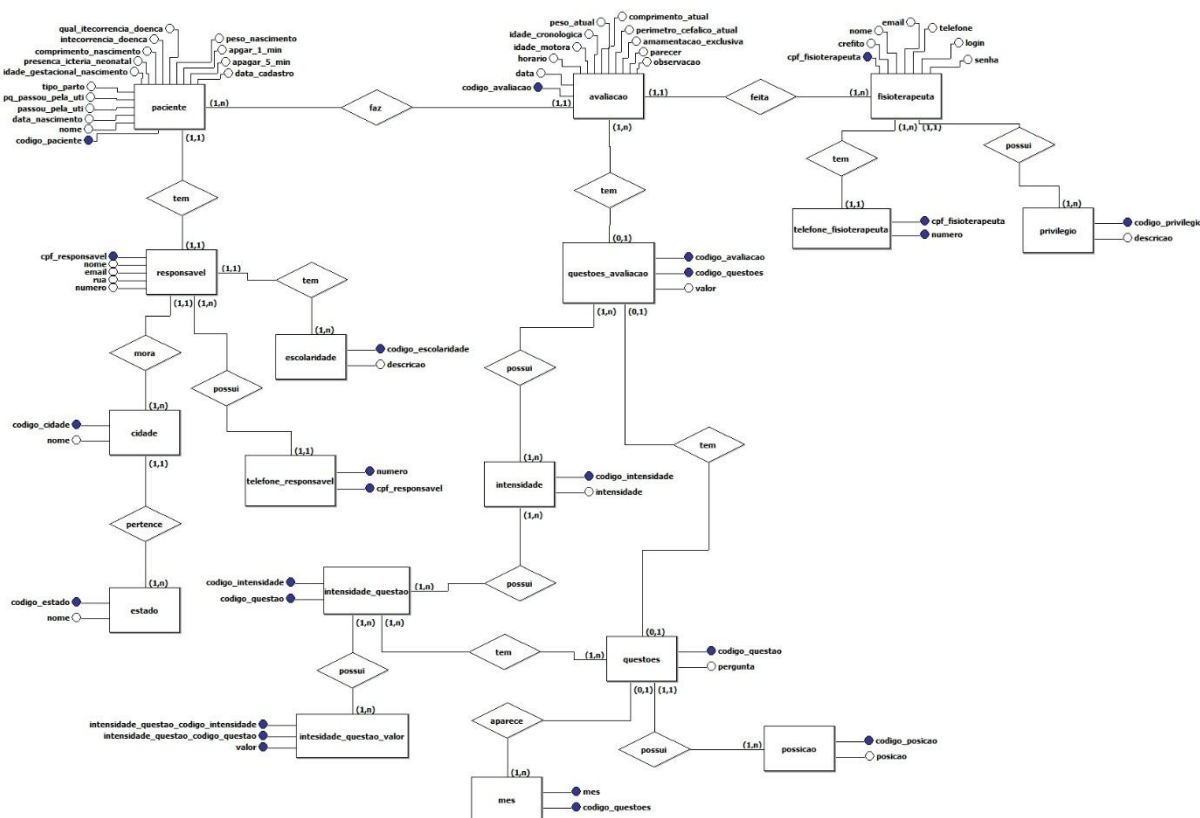 qual_itecorrencia_doenca
intecorrencia_doenca
comprimento_nascimento
presenca_icteria_neonatal
idade_gestacional_nascimento
peso_nascimento
apgar_1_min
apagar_5_min
data_cadastro
tipo_parto
pq_passou_pela_uti
passou_pela_uti
data_nascimento
nome
codigo_paciente
paciente
(1,n)
(1,1)
faz
(1,1)
peso_atual
idade_cronologica
idade_motora
horario
data
codigo_avaliacao
comprimento_atual
perimetro_cefalico_atual
amamentacao_exclusiva
parecer
observacao
avaliacao
(1,1)
(1,n)
feita
(1,n)
email
nome
crefito
cpf_fisioterapeuta
telefone
login
senha
fisioterapeuta
(1,n)
(1,1)
tem
possui
(1,1)
telefone_fisioterapeuta
cpf_fisioterapeuta
numero
(1,n)
privilegio
codigo_privilegio
descricao
tem
(1,1)
cpf_responsavel
nome
email
rua
numero
responsavel
(1,1)
(1,1)
(1,n)
tem
(1,n)
escolaridade
codigo_escolaridade
descricao
mora
possui
(1,n)
codigo_cidade
nome
cidade
(1,1)
(1,1)
telefone_responsavel
numero
cpf_responsavel
pertence
(1,n)
codigo_estado
nome
estado
tem
(0,1)
questoes_avaliacao
codigo_avaliacao
codigo_questoes
valor
(1,n)
(0,1)
possui
tem
(1,n)
intensidade
codigo_intensidade
intensidade
(1,n)
possui
codigo_intensidade
codigo_questao
intensidade_questao
(1,n)
(1,n)
(1,n)
tem
(1,n)
(0,1)
questoes
codigo_questao
pergunta
(0,1)
(1,1)
possui
(1,n)
intensidade_questao_codigo_intensidade
intensidade_questao_codigo_questao
valor
intesidade_questao_valor
aparece
possui
(1,n)
possicao
codigo_posicao
posicao
(1,n)
mes
mes
codigo_questoes